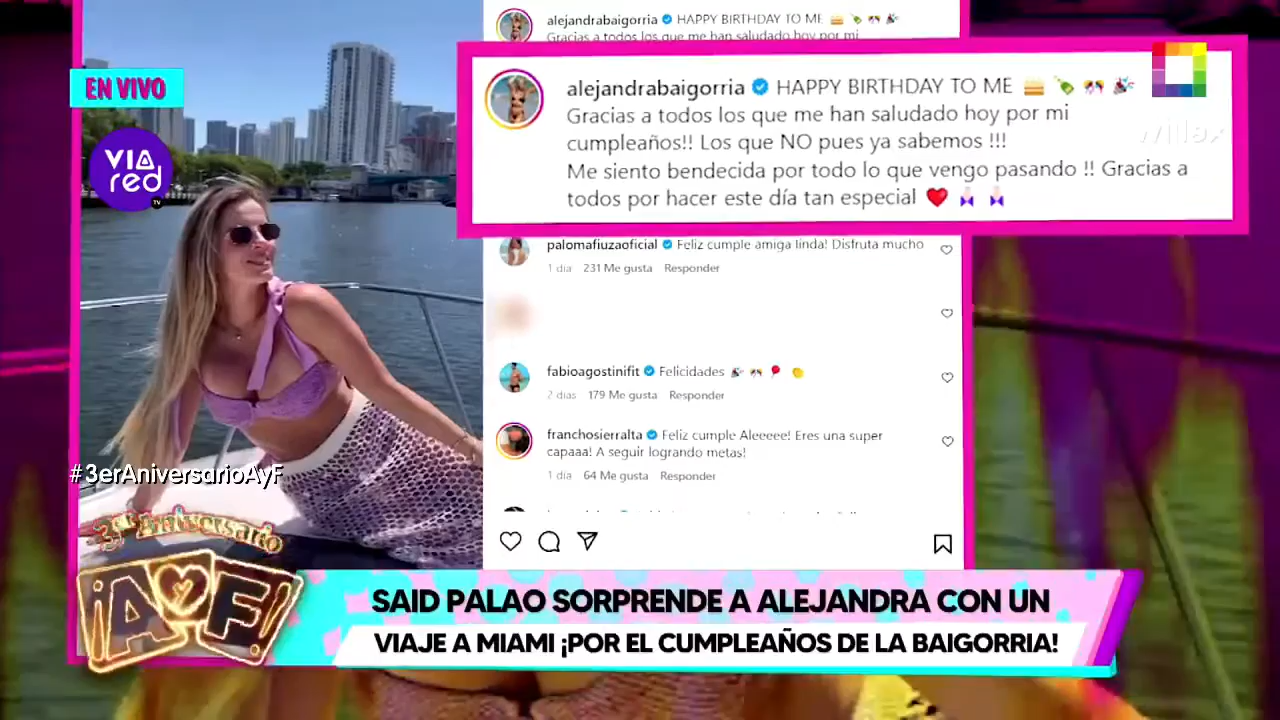 alejandrabaigorria HAPPY BIRTHDAY TO ME
Gracias a todos los que me han saludado hoy por mi
EN VIVO
alejandrabaigorria HAPPY BIRTHDAY TO ME
Gracias a todos los que me han saludado hoy por mi
cumpleaños!! Los que NO pues ya sabemos !!!
Me siento bendecida por todo lo que vengo pasando !! Gracias a
todos por hacer este día tan especial
willax
VIA
red
TV
palomafiuzaoficial Feliz cumple amiga linda! Disfruta mucho
1 día 231 Me gusta Responder
fabioagostinifit Felicidades
2 días 179 Me gusta Responder
franchosierralta Feliz cumple Aleeeee! Eres una super
capaaa! A seguir logrando metas!
1 día 64 Me gusta Responder
#3erAniversarioAyF
3er Aniversario
¡A F!
SAID PALAO SORPRENDE A ALEJANDRA CON UN
VIAJE A MIAMI ¡POR EL CUMPLEAÑOS DE LA BAIGORRIA!